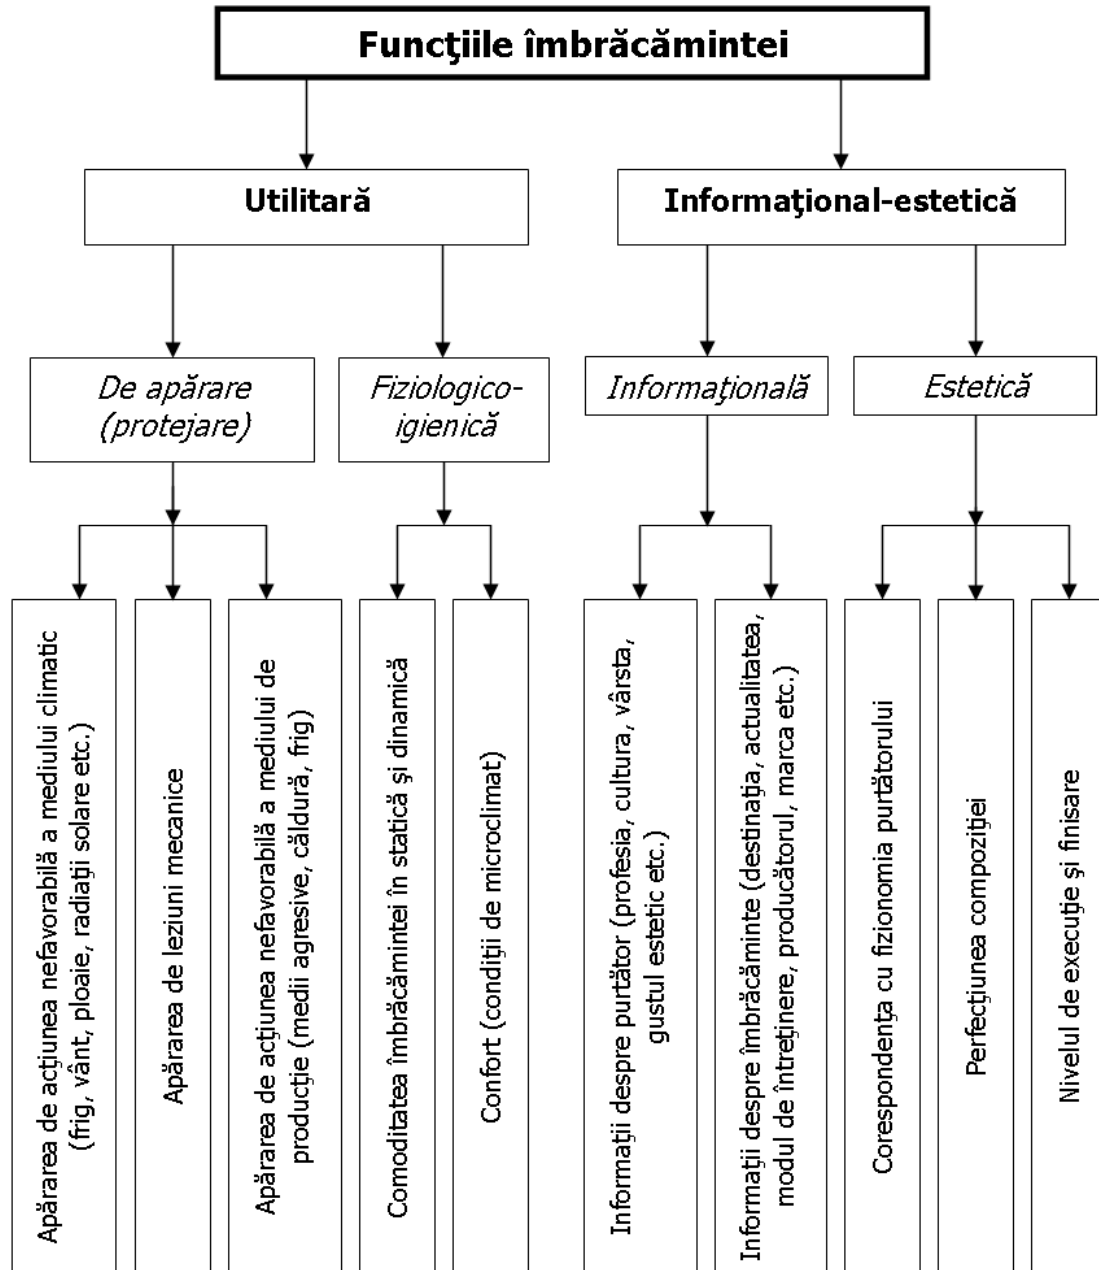 Funcţiile îmbrăcămintei
Utilitară
Informaţional-estetică
De apărare
(protejare)
Fiziologico-
igienică
Informaţională
Estetică
Apărarea de acţiunea nefavorabilă a mediului climatic
(frig, vânt, ploaie, radiaţii solare etc.)
Apărarea de leziuni mecanice
Apărarea de acţiunea nefavorabilă a mediului de
producţie (medii agresive, căldură, frig)
Comoditatea îmbrăcămintei în statică şi dinamică
Confort (condiţii de microclimat)
Informaţii despre purtător (profesia, cultura, vârsta,
gustul estetic etc.)
Informaţii despre îmbrăcăminte (destinaţia, actualitatea,
modul de întreţinere, producătorul, marca etc.)
Corespondenţa cu fizionomia purtătorului
Perfecţiunea compoziţiei
Nivelul de execuţie şi finisare